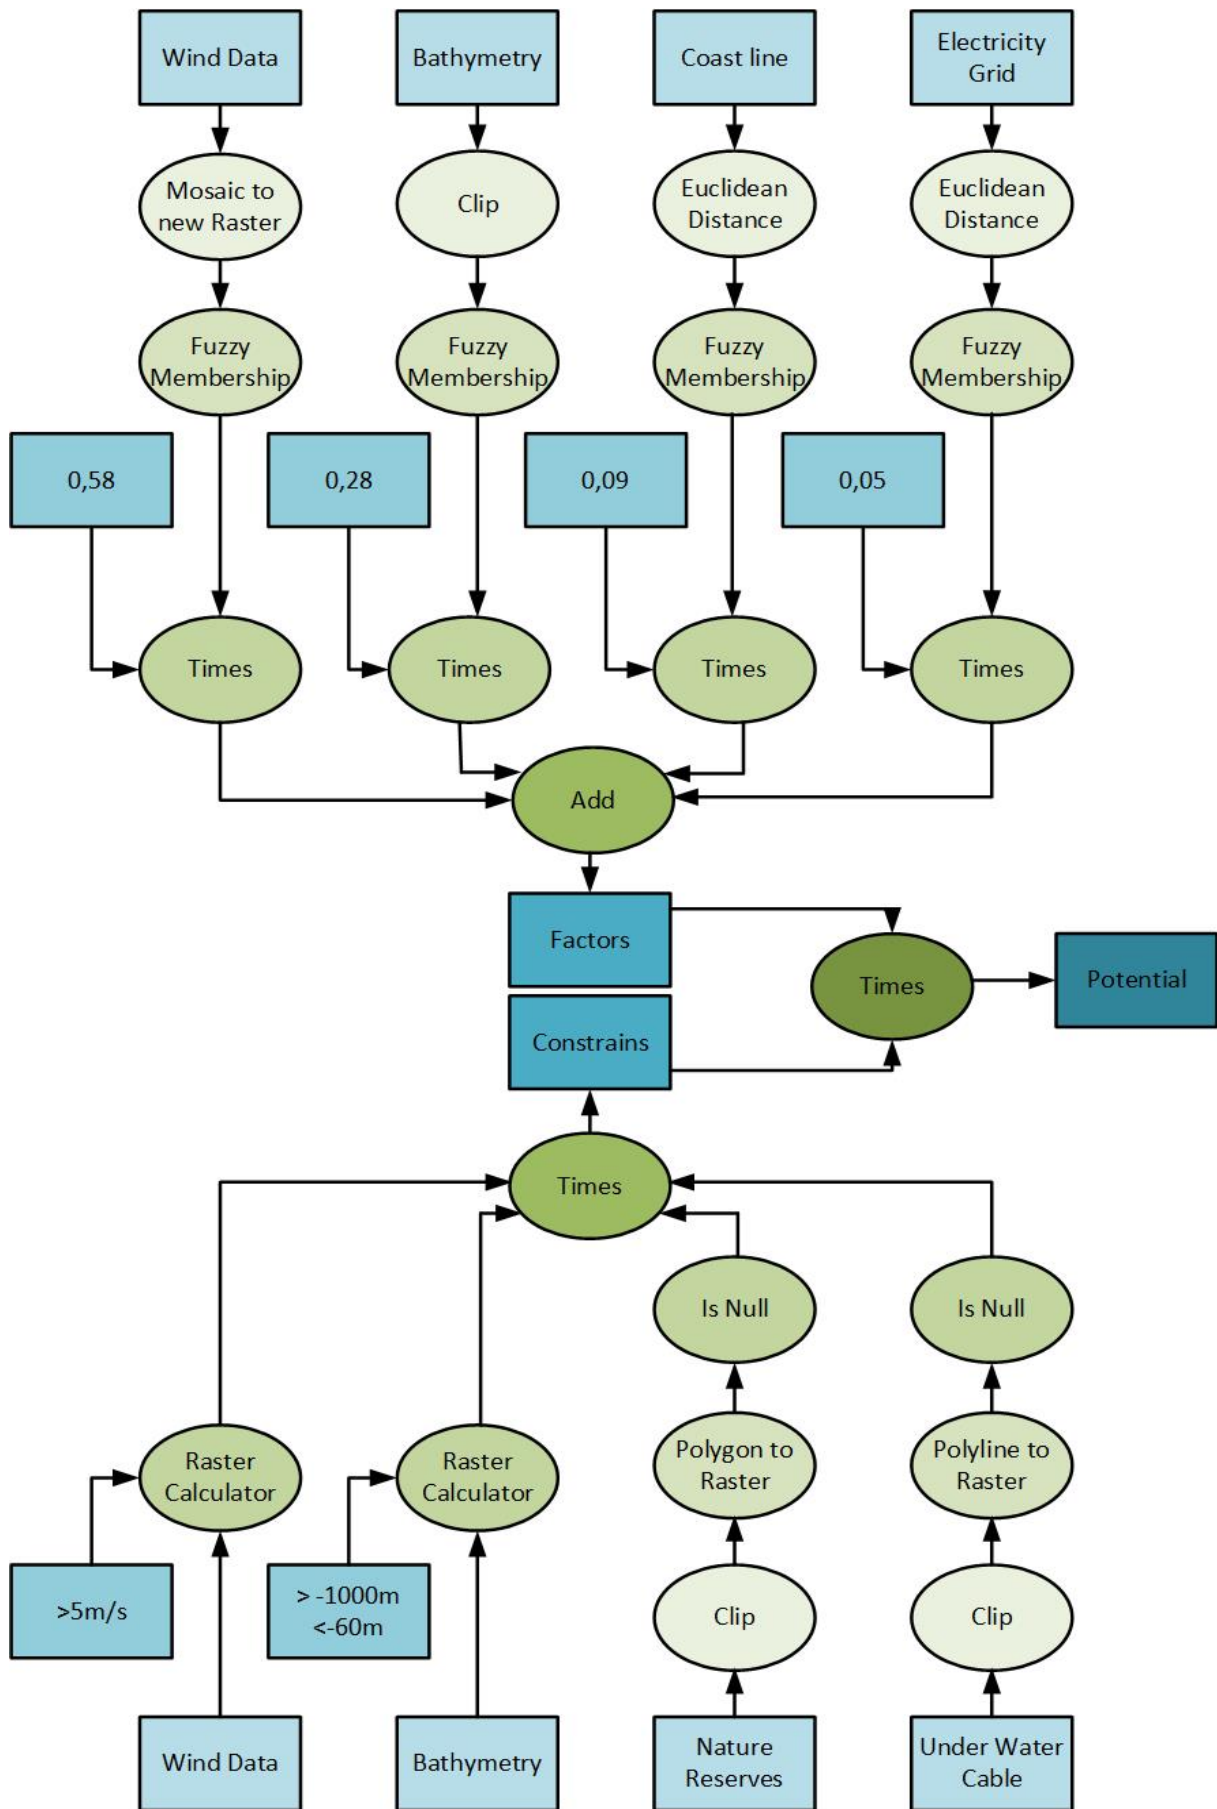 Wind Data
Bathymetry
Coast line
Electricity
Grid
Mosaic to
new Raster
Clip
Euclidean
Distance
Euclidean
Distance
Fuzzy
Membership
Fuzzy
Membership
Fuzzy
Membership
Fuzzy
Membership
0,58
0,28
0,09
0,05
Times
Times
Times
Times
Add
Factors
Times
Potential
Constrains
Times
Is Null
Is Null
Raster
Calculator
Raster
Calculator
Polygon to
Raster
Polyline to
Raster
>5m/s
> -1000m
<-60m
Clip
Clip
Wind Data
Bathymetry
Nature
Reserves
Under Water
Cable